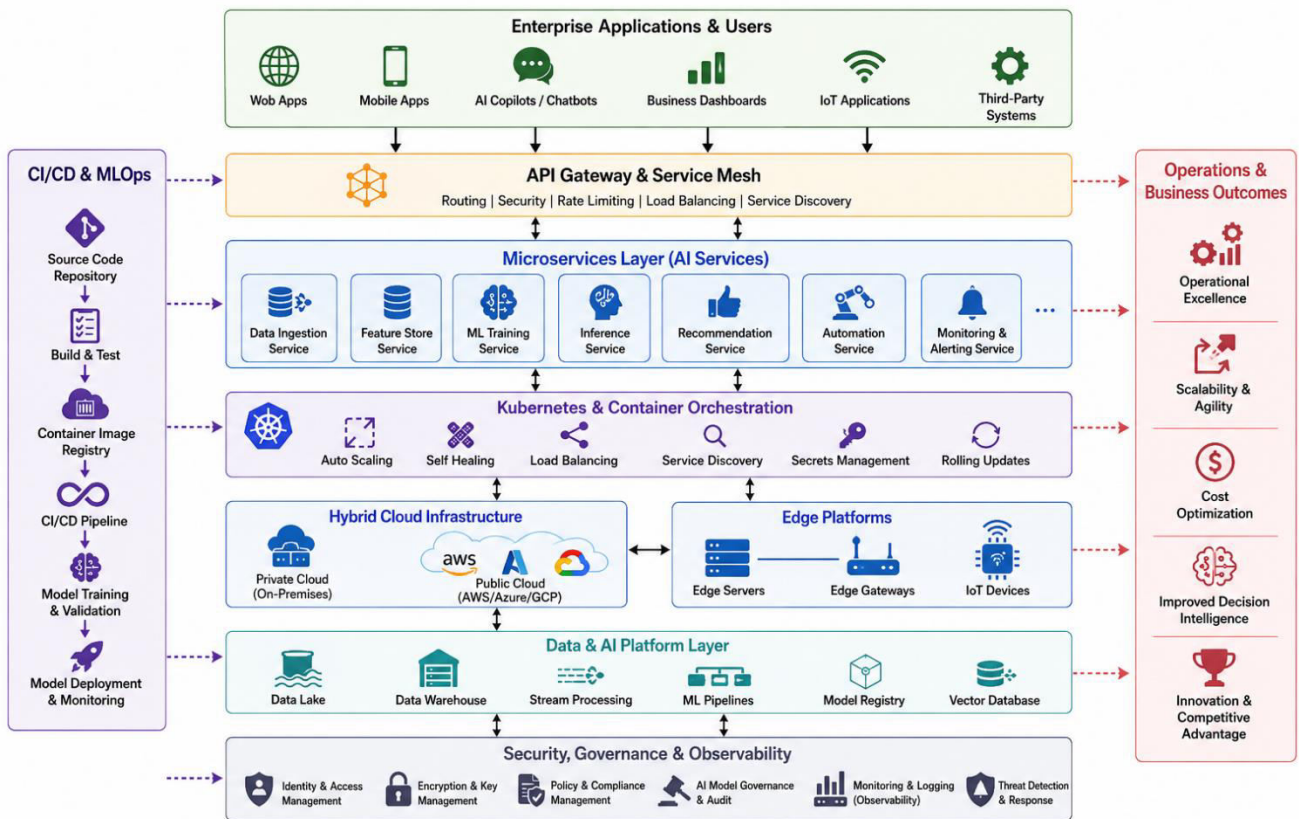 Enterprise Applications & Users
Wob Apps
Mobile Apps
AI Copilots / Chatbots
Business Dashboards
IoT Applications
Third-Party
Systems
CI/CD & MLOps
Source Code
Repository
Build & Test
Container Image
Registry
CI/CD Pipeline
Model Training
& Validation
Model Deployment
& Monitoring
API Gateway & Service Mesh
Routing | Security | Rate Limiting | Load Balancing | Service Discovery
Microservices Layer (AI Services)
Data Ingestion
Service
Feature Store
Service
ML Training
Service
Inference
Service
Recommendation
Service
Automation
Service
Monitoring &
Alerting Service
...
Kubernetes & Container Orchestration
Auto Scaling
Self Healing
Load Balancing
Service Discovery
Secrets Management
Rolling Updates
Hybrid Cloud Infrastructure
Private Cloud
(On-Premises)
aws
Public Cloud
(AWS/Azure/GCP)
Edge Platforms
Edge Servers
Edge Gateways
IoT Devices
Data & AI Platform Layer
Data Lake
Data Warehouse
Stream Processing
ML Pipelines
Model Registry
Vector Database
Security, Governance & Observability
Identity & Access
Management
Encryption & Key
Management
Policy & Compliance
Management
AI Model Governance
& Audit
Monitoring & Logging
(Observability)
Threat Detection
& Response
Operations &
Business Outcomes
Operational
Excellence
Scalability &
Agility
$
Cost
Optimization
Improved Decision
Intelligence
Innovation &
Competitive
Advantage